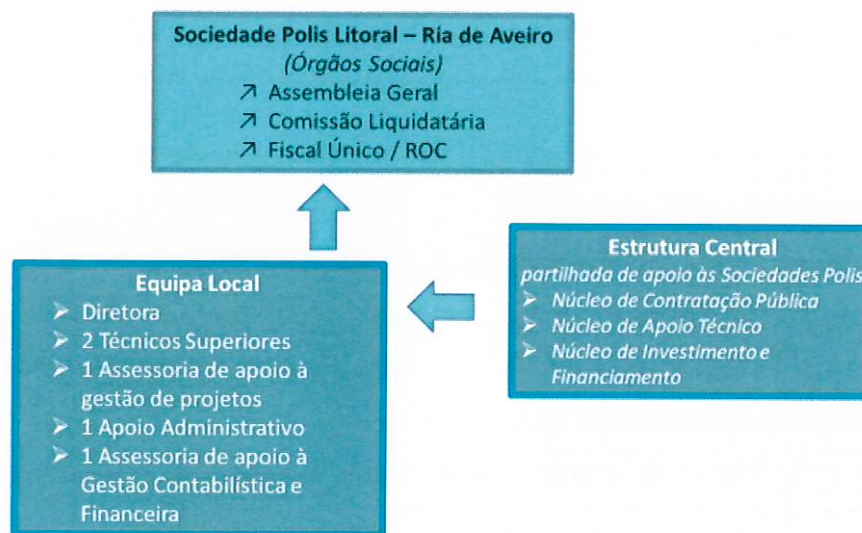 Sociedade Polis Litoral – Ria de Aveiro
(Órgãos Sociais)
↗ Assembleia Geral
↗ Comissão Liquidatária
↗ Fiscal Único / ROC
Equipa Local
➢ Diretora
➢ 2 Técnicos Superiores
➢ 1 Assessoria de apoio à
gestão de projetos
➢ 1 Apoio Administrativo
➢ 1 Assessoria de apoio à
Gestão Contabilística e
Financeira
Estrutura Central
partilhada de apoio às Sociedades Polis
➢ Núcleo de Contratação Pública
➢ Núcleo de Apoio Técnico
➢ Núcleo de Investimento e
Financiamento